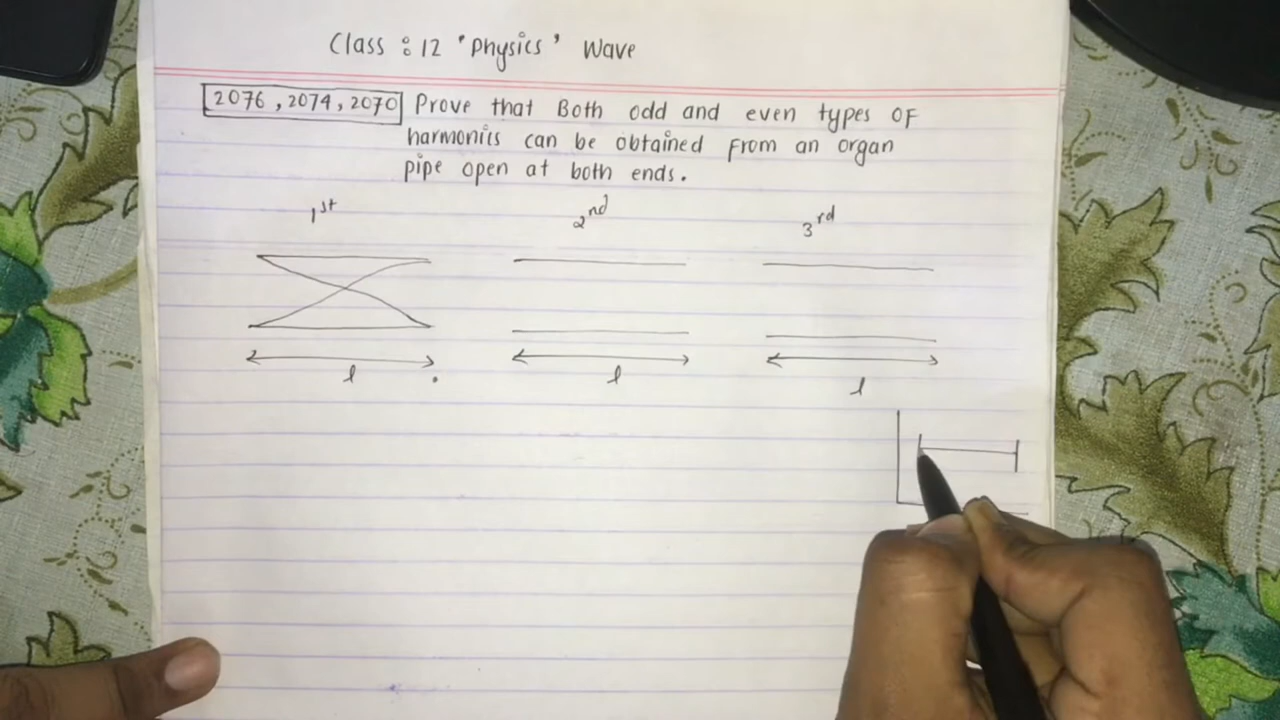 Class : 12 'Physics' Wave
2076, 2074, 2070 Prove that Both odd and even types of
harmonics can be obtained from an organ
pipe open at both ends.
1st 2nd 3rd
l l l